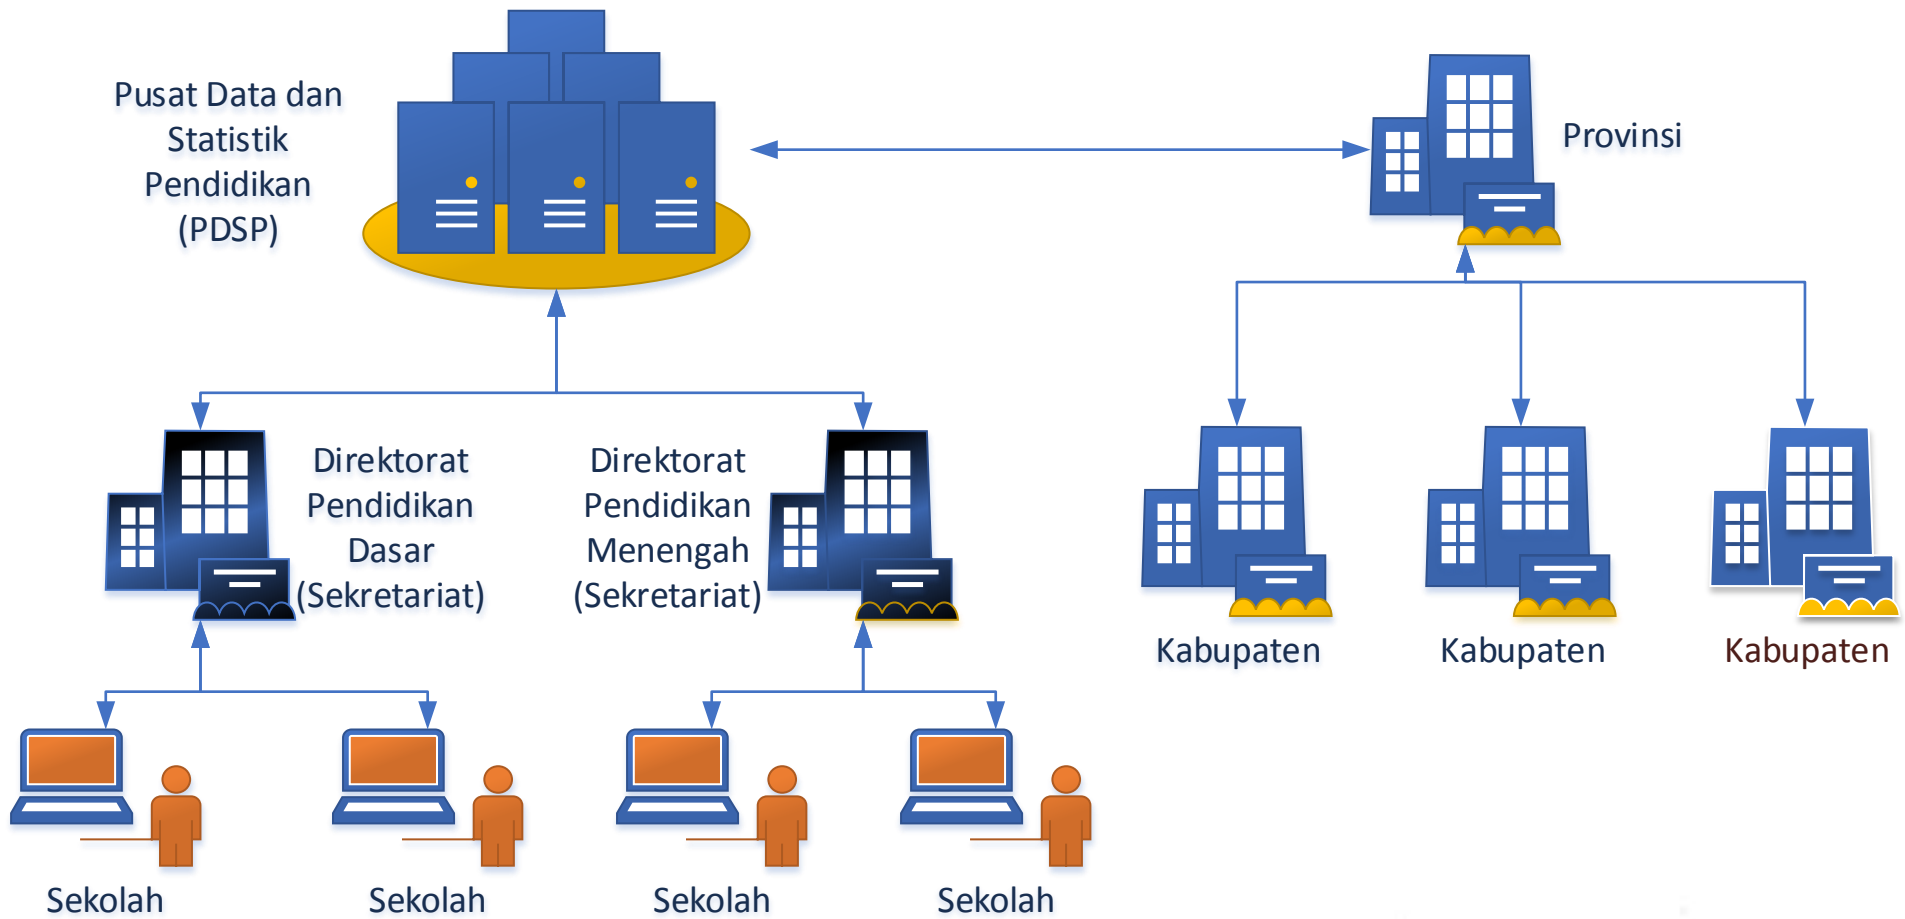 Pusat Data dan
Statistik
Pendidikan
(PDSP)
Provinsi
Direktorat
Pendidikan
Dasar
(Sekretariat)
Direktorat
Pendidikan
Menengah
(Sekretariat)
Kabupaten
Kabupaten
Kabupaten
Sekolah
Sekolah
Sekolah
Sekolah